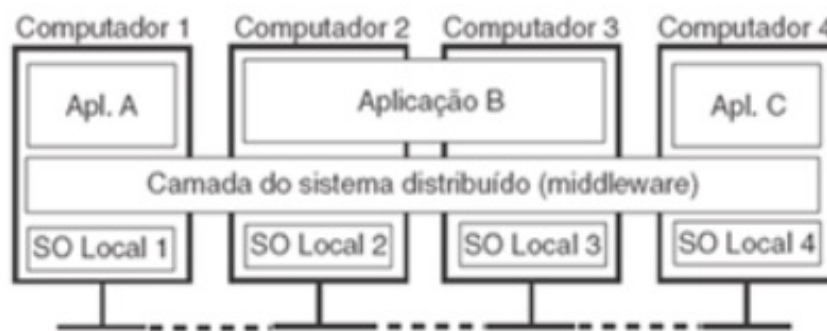 Computador 1 Computador 2 Computador 3 Computador 4
Apl. A Aplicação B Apl. C
Camada do sistema distribuído (middleware)
SO Local 1 SO Local 2 SO Local 3 SO Local 4